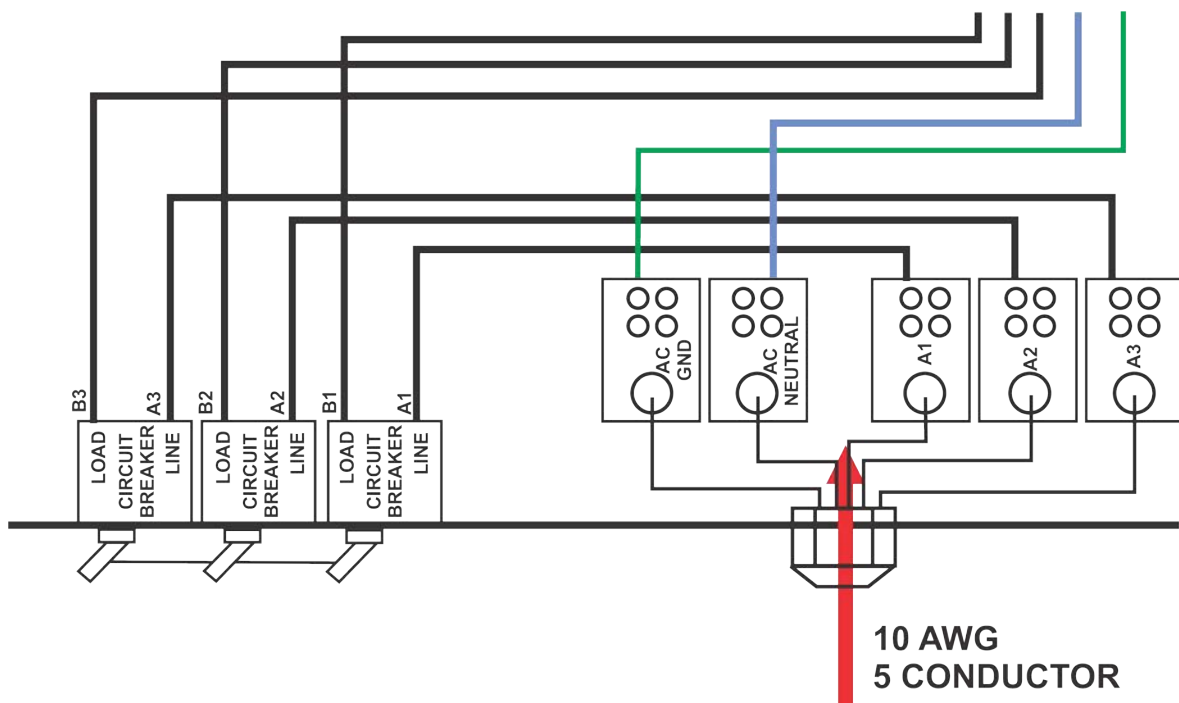 B3
LOAD
CIRCUIT
BREAKER
LINE
A3
B2
LOAD
CIRCUIT
BREAKER
LINE
A2
B1
LOAD
CIRCUIT
BREAKER
LINE
A1
AC
GND
AC
NEUTRAL
A1
A2
A3
10 AWG
5 CONDUCTOR